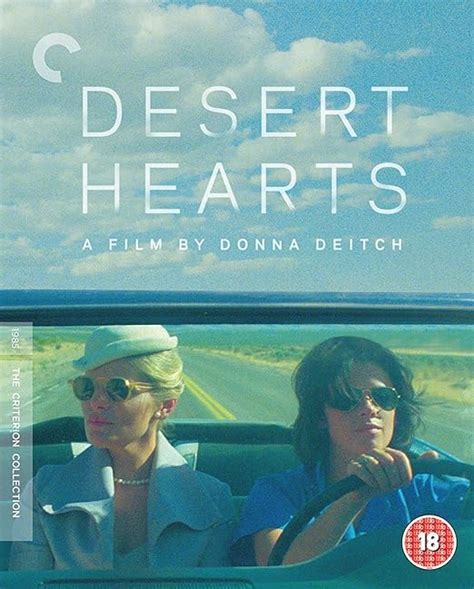 DESERT
HEARTS
A FILM BY DONNA DEITCH
1985 THE CRITERION COLLECTION
18